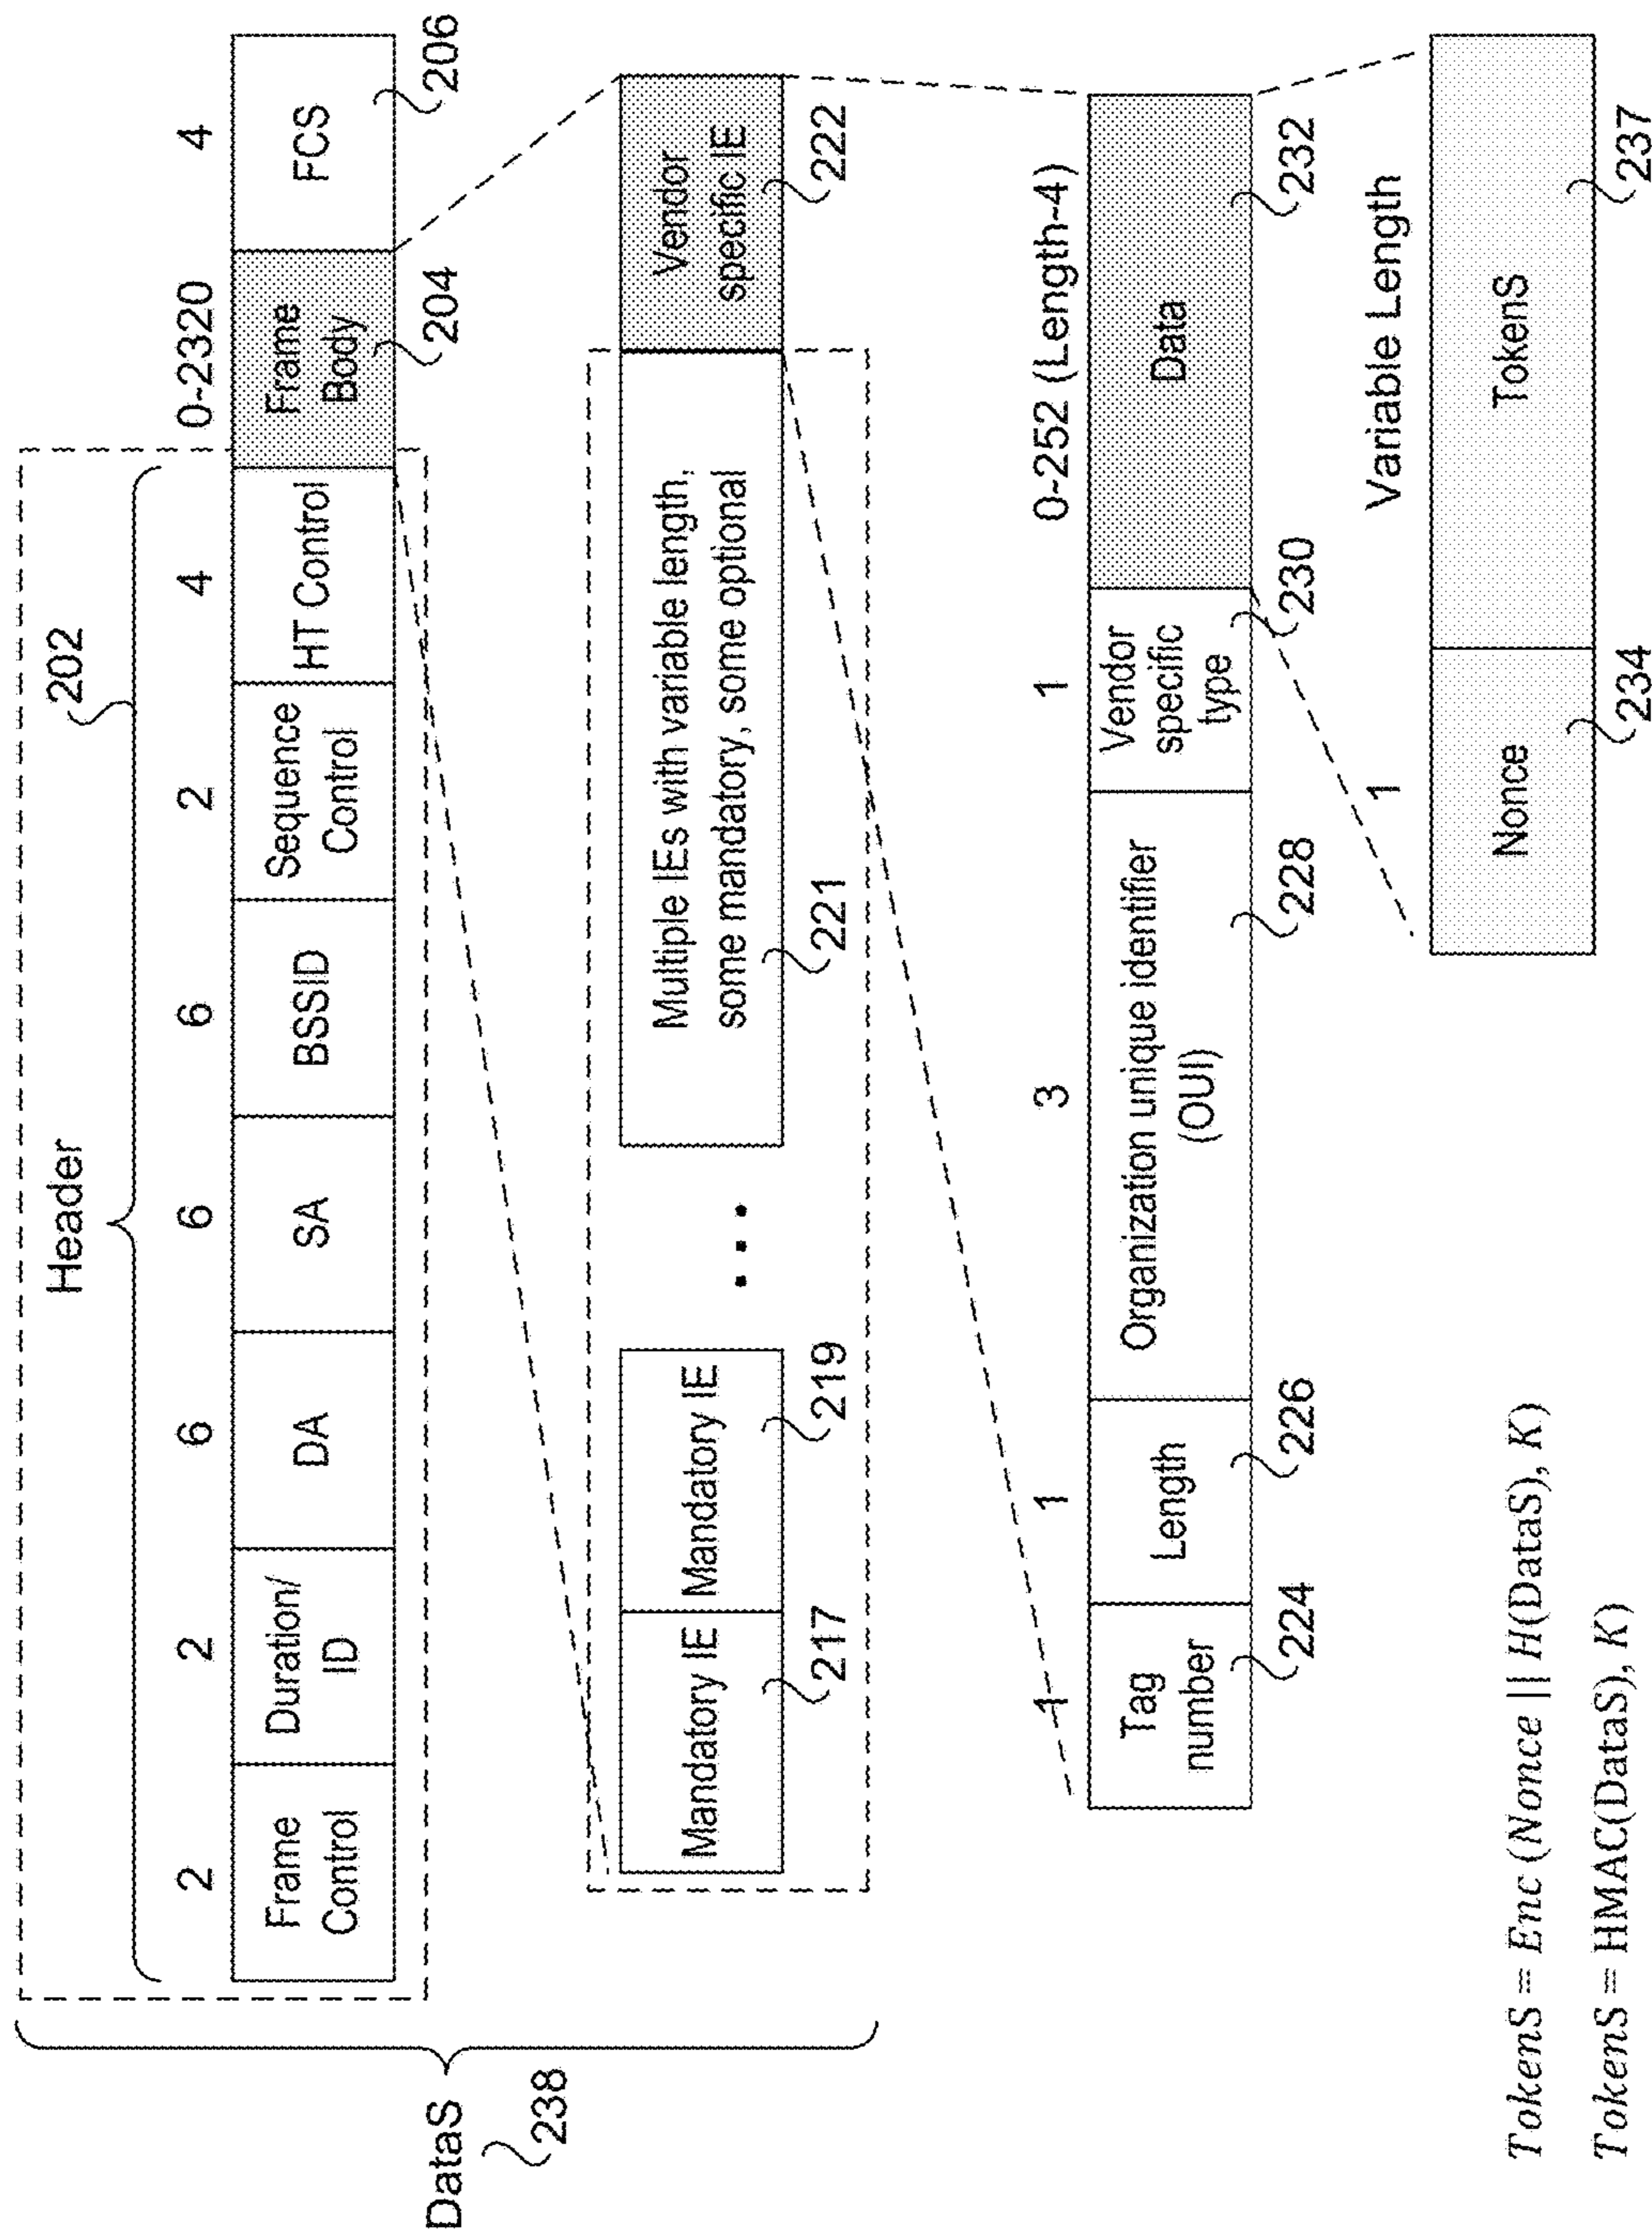 Header
202
2
2
6
6
6
2
4
0-2320
4
Frame
Control
Duration/
ID
DA
SA
BSSID
Sequence
Control
HT Control
Frame
Body
FCS
204
206
DataS
238
Mandatory IE
Mandatory IE
...
Multiple IEs with variable length,
some mandatory, some optional
Vendor
specific IE
217
219
221
222
1
1
3
1
0-252 (Length-4)
Tag
number
Length
Organization unique identifier
(OUI)
Vendor
specific
type
Data
224
226
228
230
232
1
Variable Length
Nonce
TokenS
234
237
TokenS = Enc (Nonce || H(DataS), K)
TokenS = HMAC(DataS), K)